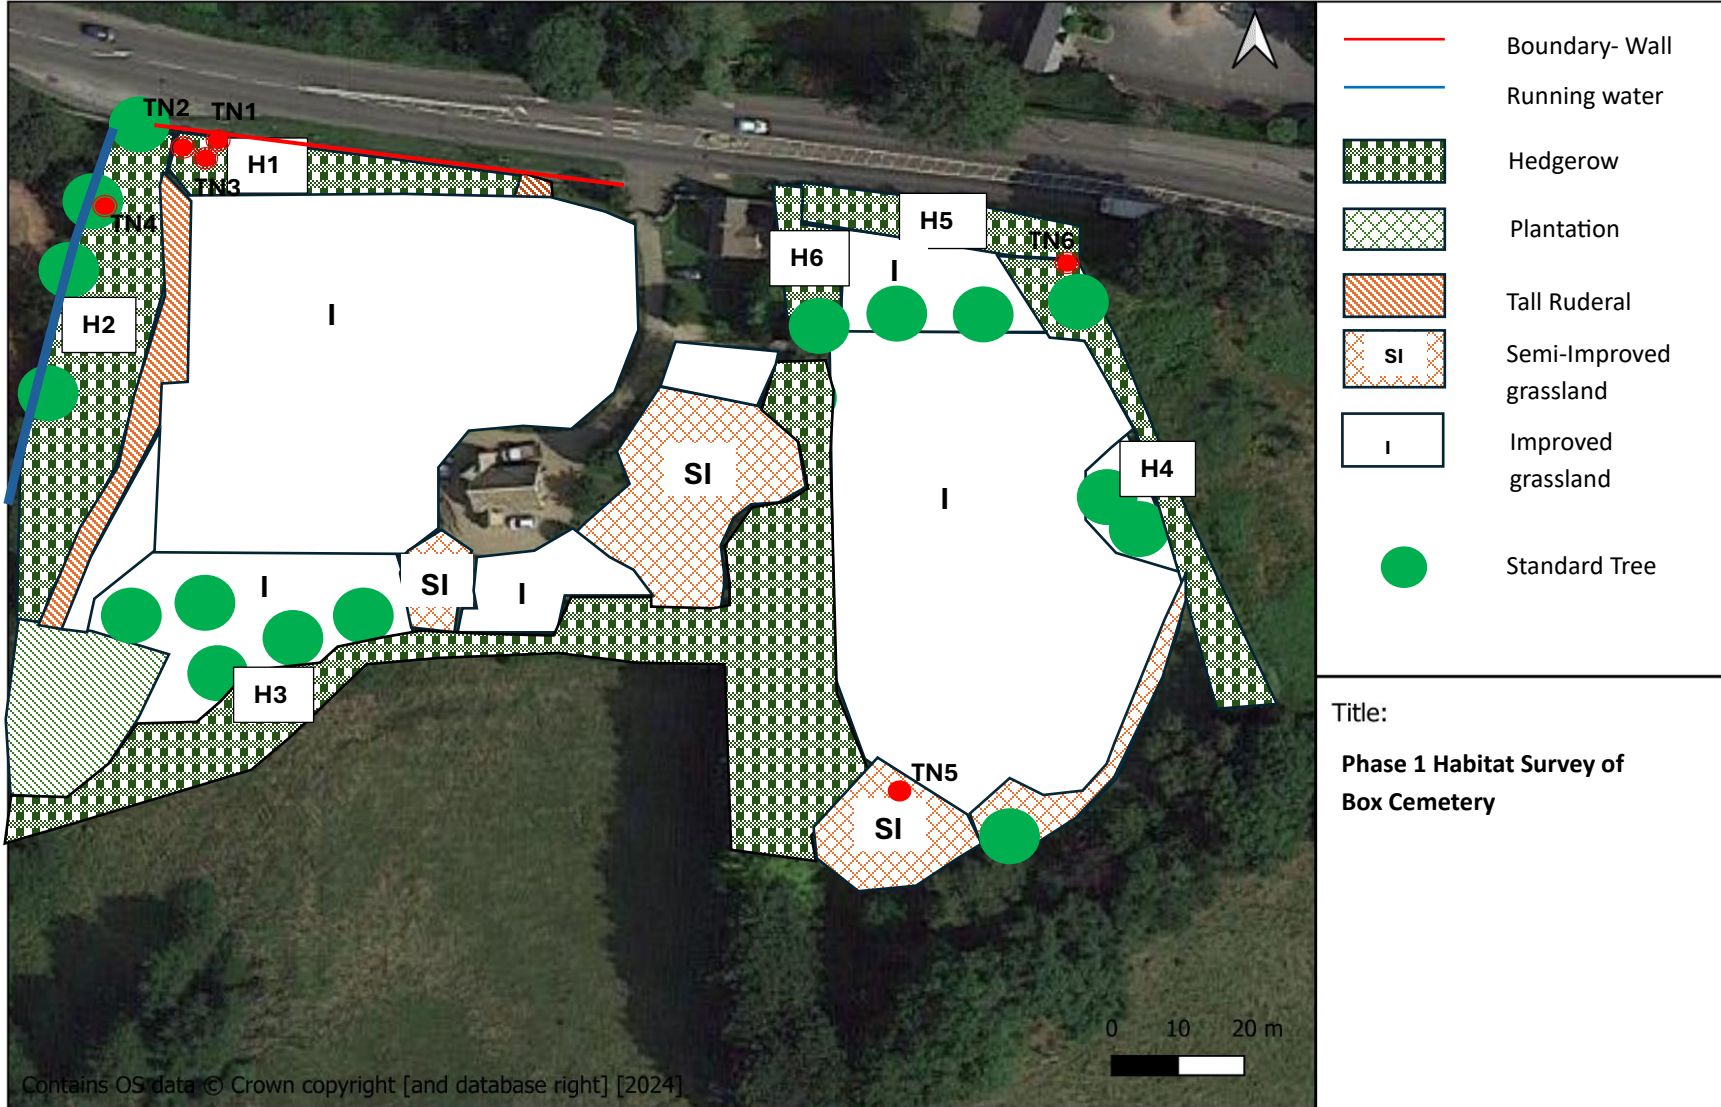 TN2
TN1
H1
TN3
TN4
H2
I
H5
TN6
H6
I
SI
I
H4
I
SI
I
H3
TN5
SI
0 10 20 m
Contains OS data © Crown copyright [and database right] [2024]
Boundary- Wall
Running water
Hedgerow
Plantation
Tall Ruderal
SI
Semi-Improved
grassland
I
Improved
grassland
Standard Tree
Title:
Phase 1 Habitat Survey of
Box Cemetery